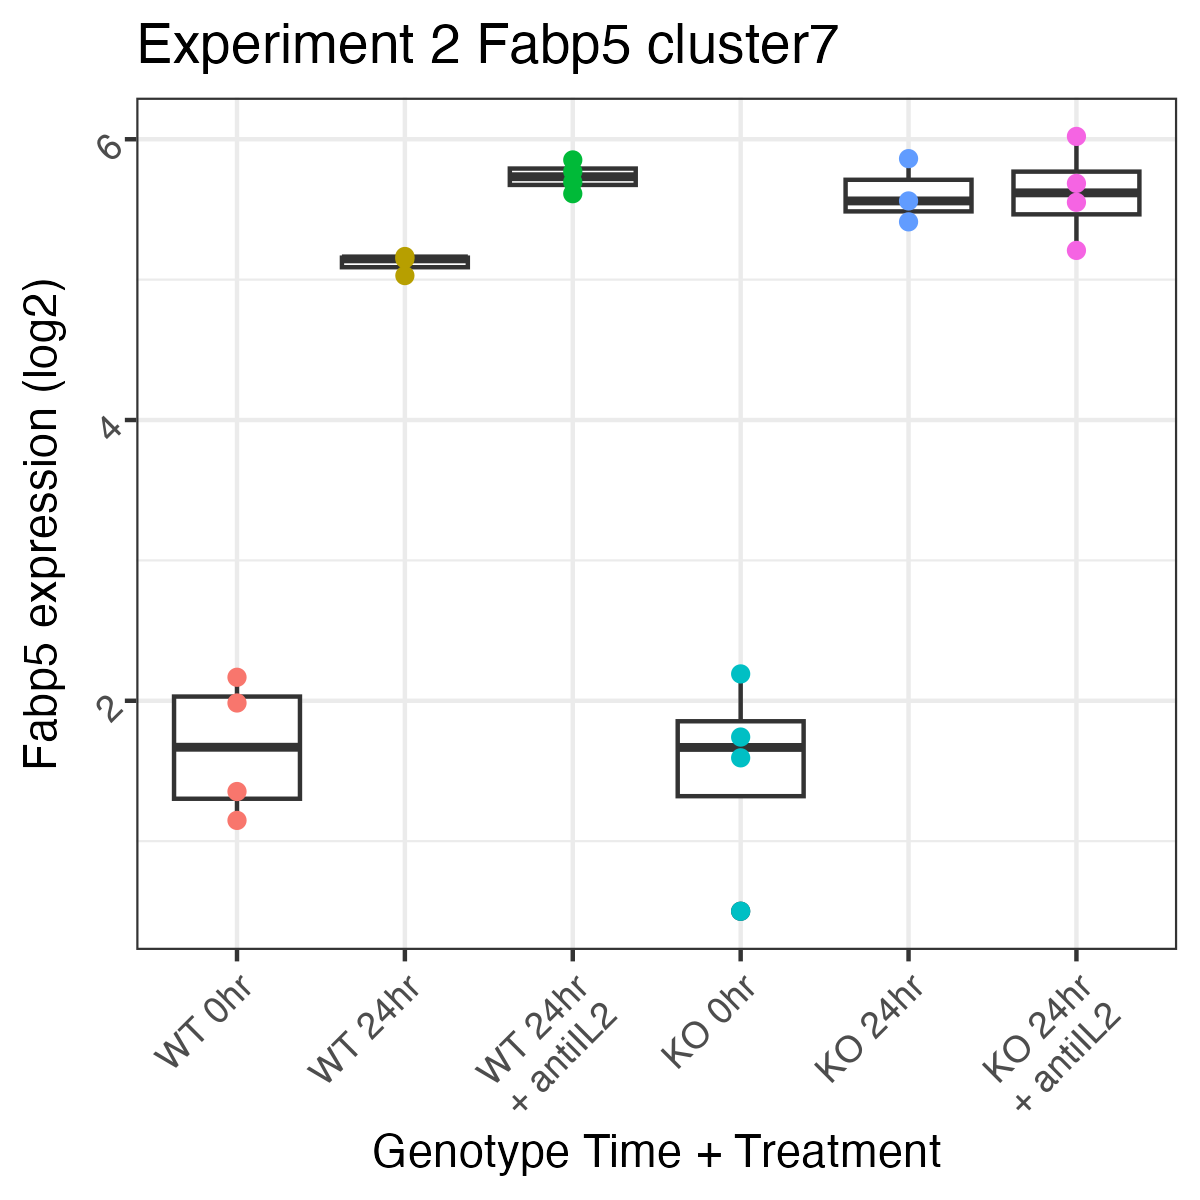 Experiment 2 Fabp5 cluster7
Fabp5 expression (log2)
6
4
2
WT 0hr
WT 24hr
WT 24hr
+ antiIL2
KO 0hr
KO 24hr
KO 24hr
+ antiIL2
Genotype Time + Treatment